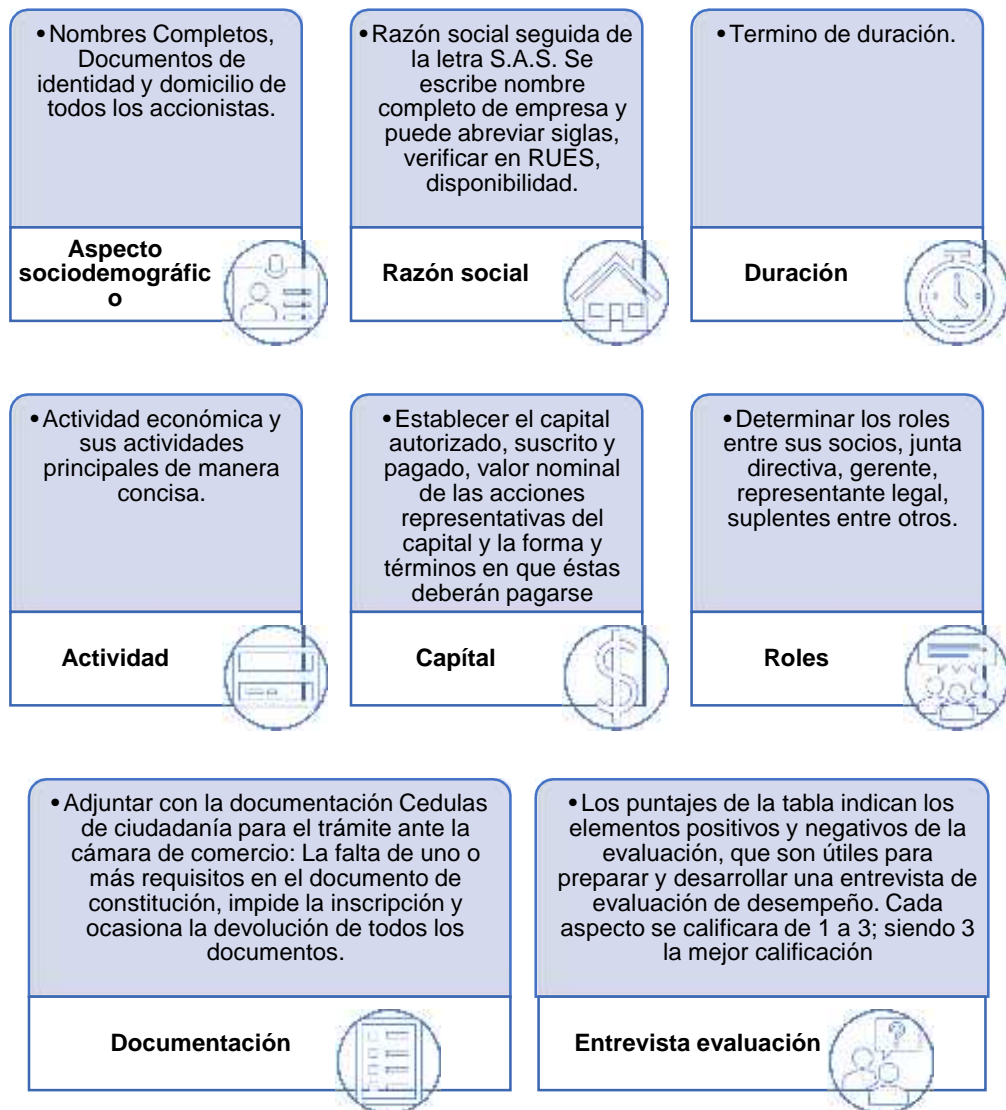 •Nombres Completos,
Documentos de
identidad y domicilio de
todos los accionistas.
Aspecto
sociodemográfic
o
•Razón social seguida de
la letra S.A.S. Se
escribe nombre
completo de empresa y
puede abreviar siglas,
verificar en RUES,
disponibilidad.
Razón social
•Termino de duración.
Duración
•Actividad económica y
sus actividades
principales de manera
concisa.
Actividad
•Establecer el capital
autorizado, suscrito y
pagado, valor nominal
de las acciones
representativas del
capital y la forma y
términos en que éstas
deberán pagarse
Capítal
•Determinar los roles
entre sus socios, junta
directiva, gerente,
representante legal,
suplentes entre otros.
Roles
•Adjuntar con la documentación Cedulas
de ciudadanía para el trámite ante la
cámara de comercio: La falta de uno o
más requisitos en el documento de
constitución, impide la inscripción y
ocasiona la devolución de todos los
documentos.
Documentación
•Los puntajes de la tabla indican los
elementos positivos y negativos de la
evaluación, que son útiles para
preparar y desarrollar una entrevista de
evaluación de desempeño. Cada
aspecto se calificara de 1 a 3; siendo 3
la mejor calificación
Entrevista evaluación